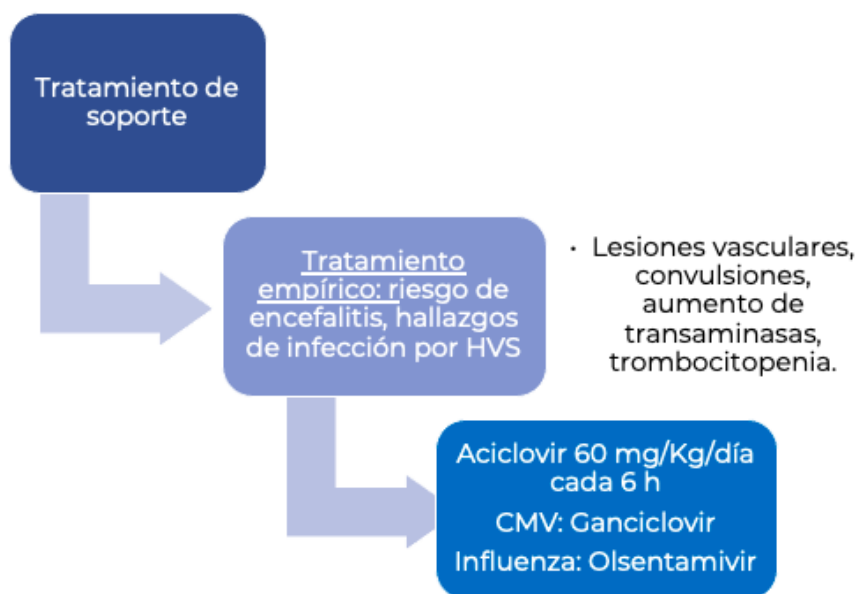 Tratamiento de
soporte
Tratamiento
empírico: riesgo de
encefalitis, hallazgos
de infección por HVS
· Lesiones vasculares,
convulsiones,
aumento de
transaminasas,
trombocitopenia.
Aciclovir 60 mg/Kg/día
cada 6 h
CMV: Ganciclovir
Influenza: Olsentamivir